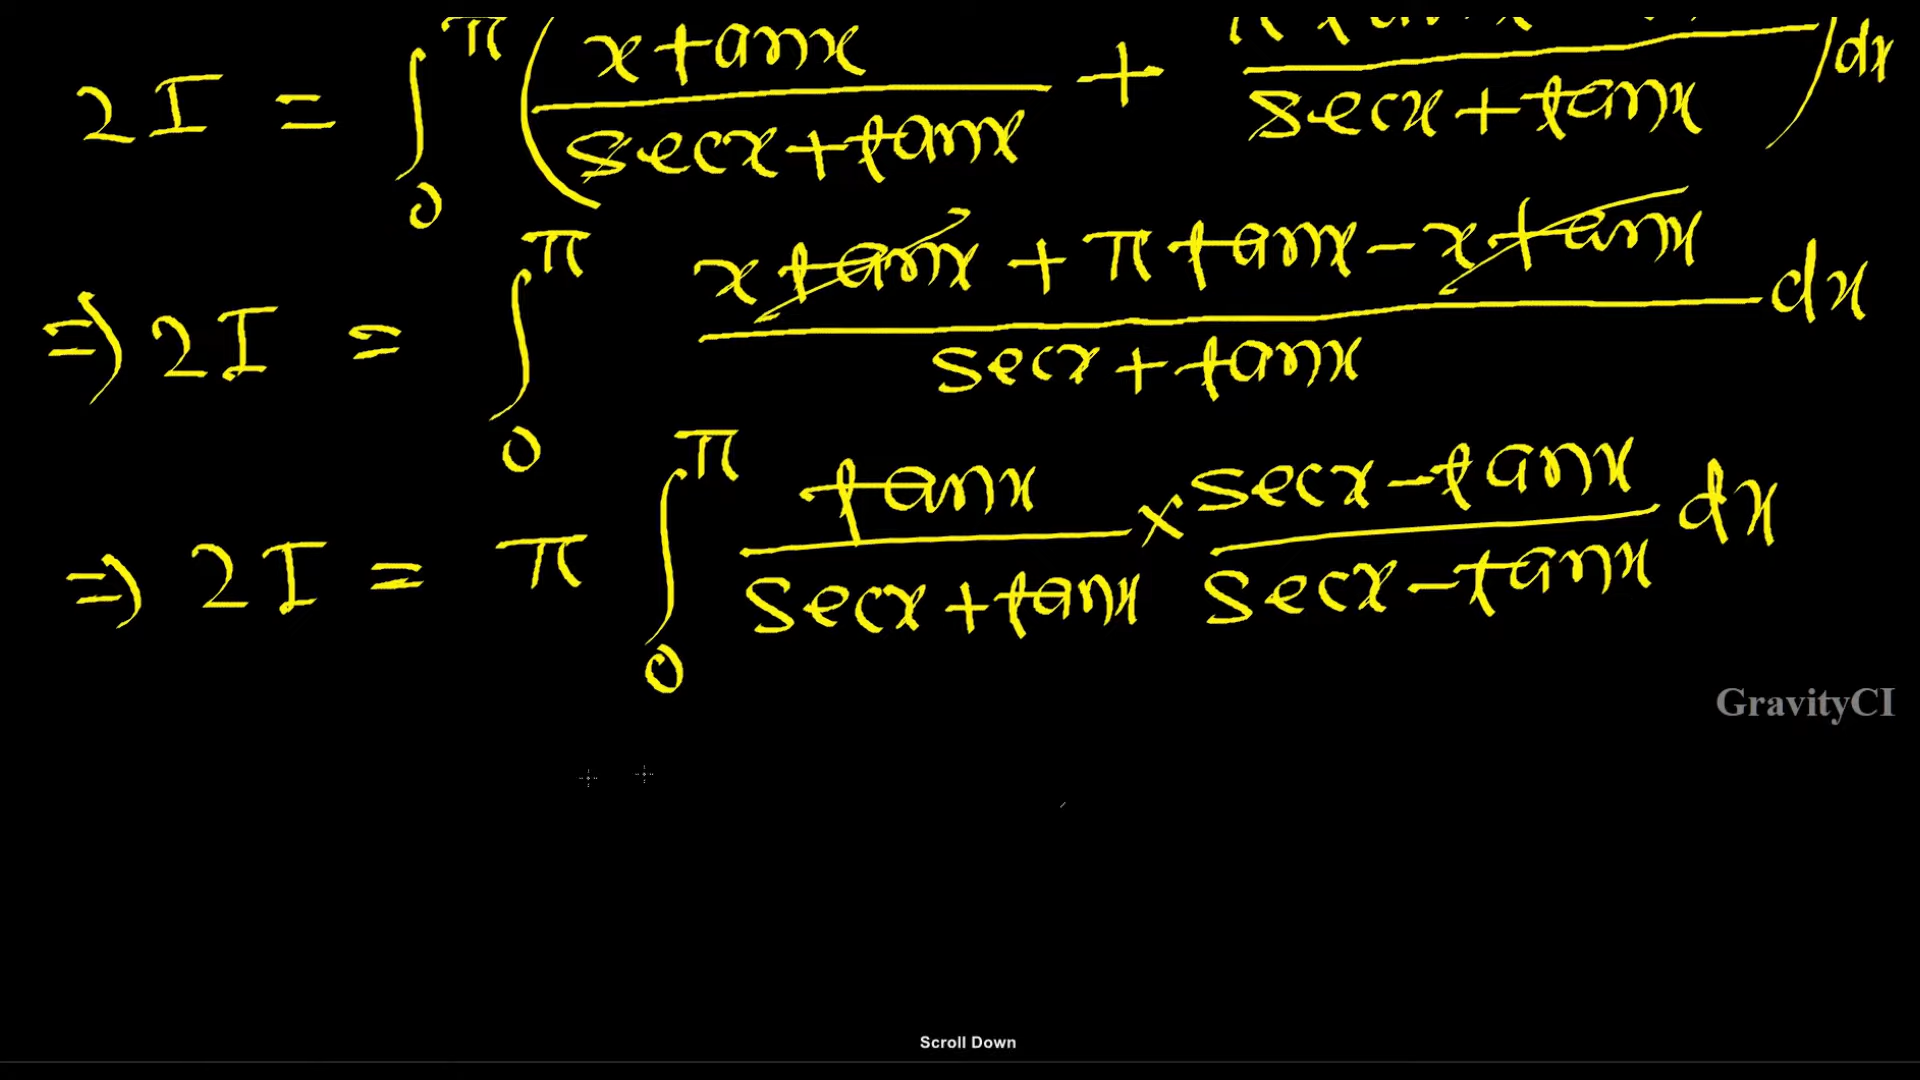 2I = ∫₀^π ( x tanx / secx + tanx + / secx + tanx ) dx
⇒ 2I = ∫₀^π x tanx + π tanx - x tanx / secx + tanx dx
⇒ 2I = π ∫₀^π tanx / secx + tanx × secx - tanx / secx - tanx dx
GravityCI
Scroll Down